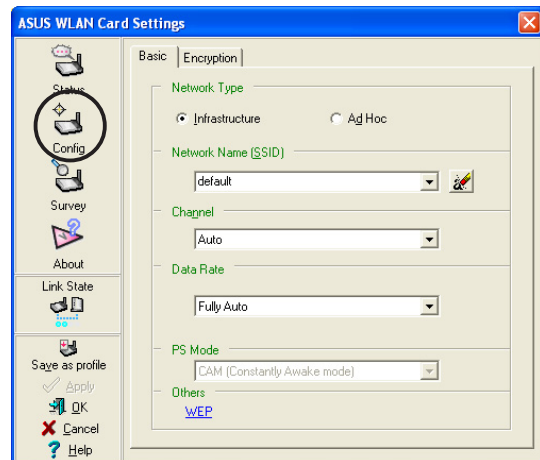 ASUS WLAN Card Settings
Status
Config
Survey
About
Link State
Save as profile
Apply
OK
Cancel
Help
Basic
Encryption
Network Type
Infrastructure
Ad Hoc
Network Name (SSID)
default
Channel
Auto
Data Rate
Fully Auto
PS Mode
CAM (Constantly Awake mode)
Others
WEP